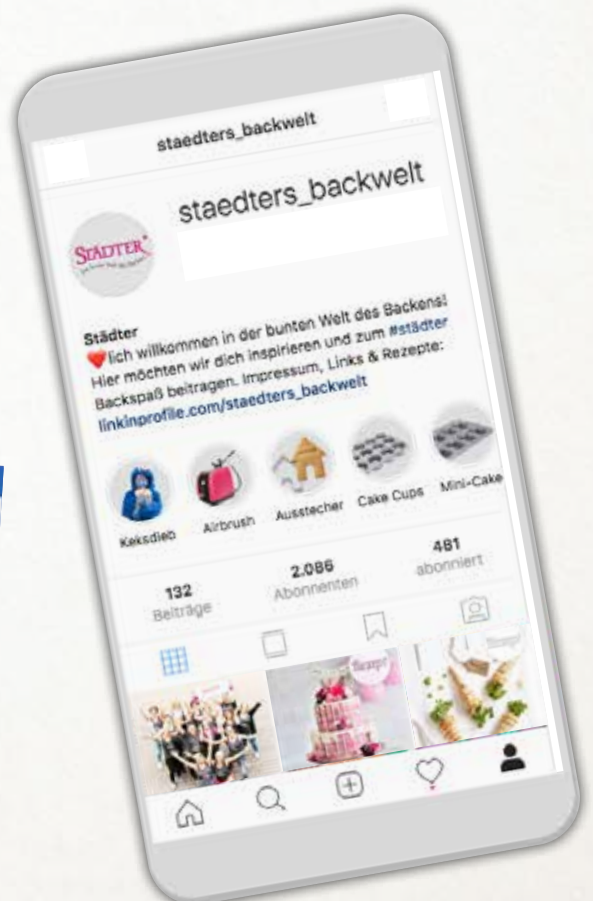 staedters_backwelt
staedters_backwelt
STÄDTER
Städter
❤️lich willkommen in der bunten Welt des Backens!
Hier möchten wir dich inspirieren und zum #städter
Backspaß beitragen. Impressum, Links & Rezepte:
linkinprofile.com/staedters_backwelt
Keksdieb Airbrush Ausstecher Cake Cups Mini-Cake
132 2.086 481
Beiträge Abonnenten abonniert
Rezept